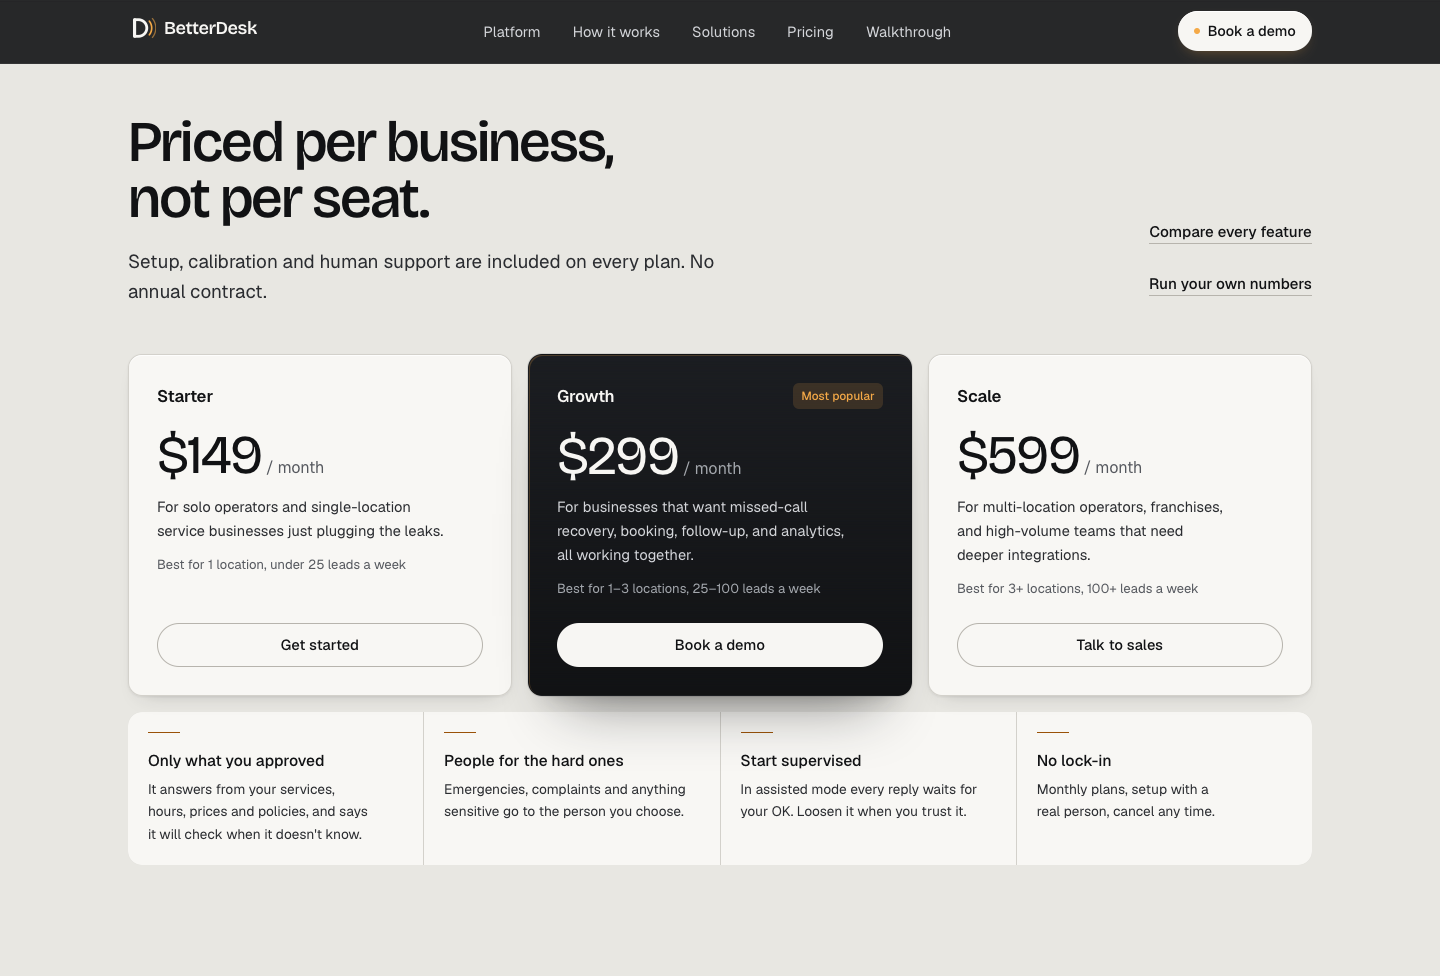 BetterDesk
Platform
How it works
Solutions
Pricing
Walkthrough
Book a demo
Priced per business,
not per seat.
Setup, calibration and human support are included on every plan. No
annual contract.
Compare every feature
Run your own numbers
Starter
$149 / month
For solo operators and single-location
service businesses just plugging the leaks.
Best for 1 location, under 25 leads a week
Get started
Growth
Most popular
$299 / month
For businesses that want missed-call
recovery, booking, follow-up, and analytics,
all working together.
Best for 1–3 locations, 25–100 leads a week
Book a demo
Scale
$599 / month
For multi-location operators, franchises,
and high-volume teams that need
deeper integrations.
Best for 3+ locations, 100+ leads a week
Talk to sales
Only what you approved
It answers from your services,
hours, prices and policies, and says
it will check when it doesn't know.
People for the hard ones
Emergencies, complaints and anything
sensitive go to the person you choose.
Start supervised
In assisted mode every reply waits for
your OK. Loosen it when you trust it.
No lock-in
Monthly plans, setup with a
real person, cancel any time.